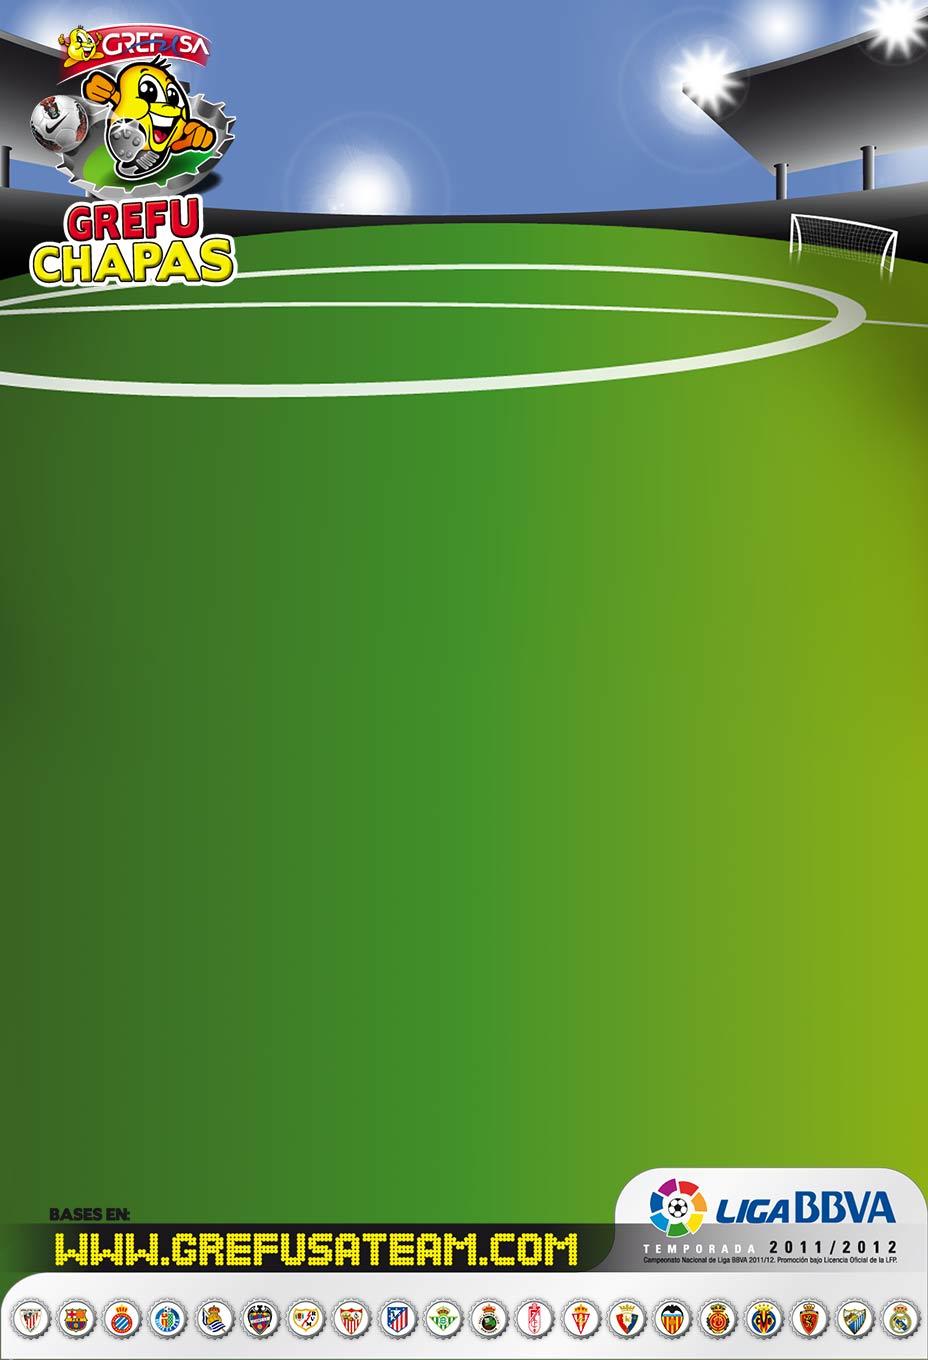 GREFUSA
GREFU
CHAPAS
BASES EN:
WWW.GREFUSATEAM.COM
LIGA BBVA
TEMPORADA 2011/2012
Campeonato Nacional de Liga BBVA 2011/12. Promoción bajo Licencia Oficial de la LFP.